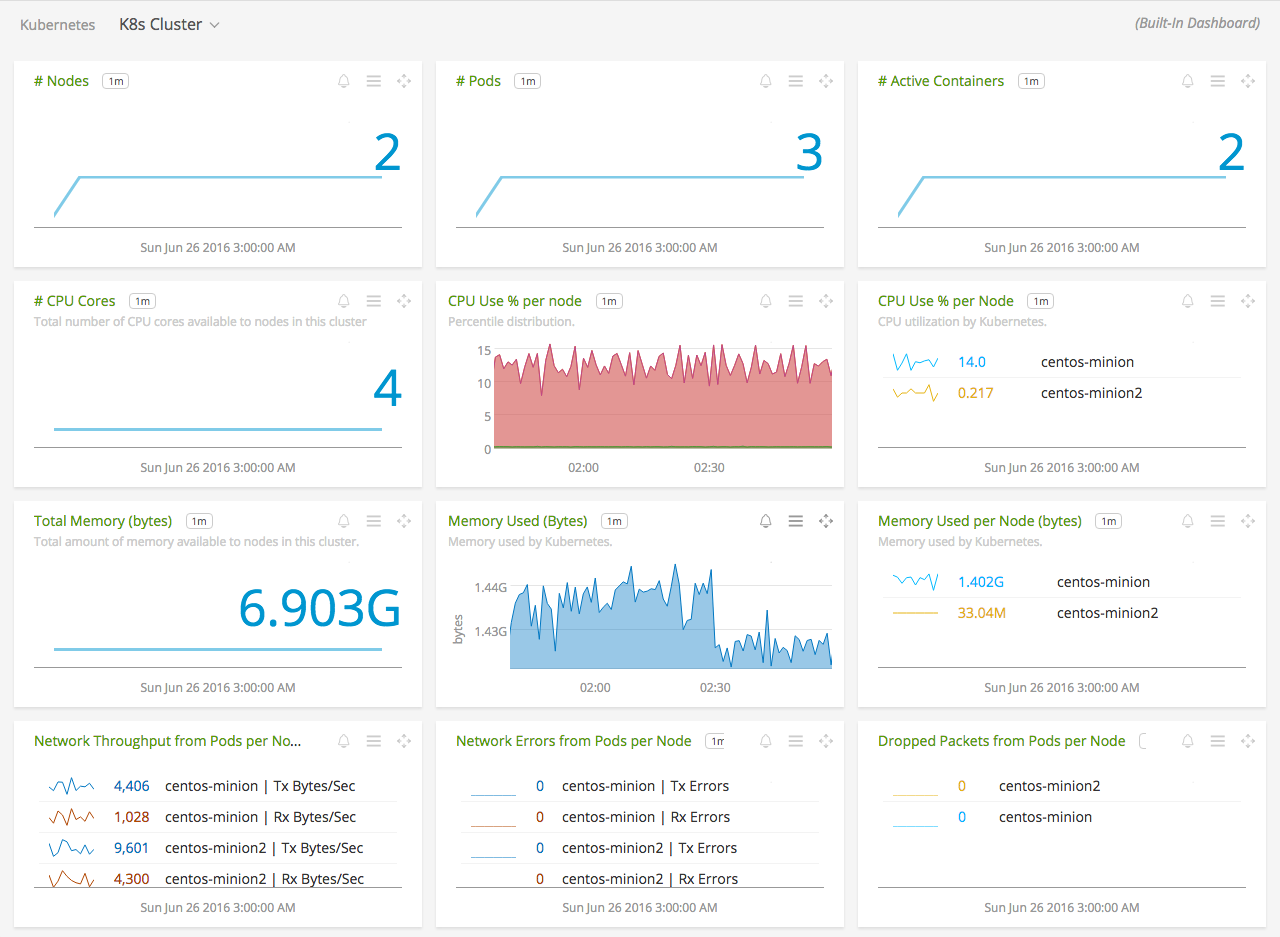 Kubernetes K8s Cluster
(Built-In Dashboard)
# Nodes 1m
2
Sun Jun 26 2016 3:00:00 AM
# Pods 1m
3
Sun Jun 26 2016 3:00:00 AM
# Active Containers 1m
2
Sun Jun 26 2016 3:00:00 AM
# CPU Cores 1m
Total number of CPU cores available to nodes in this cluster
4
Sun Jun 26 2016 3:00:00 AM
CPU Use % per node 1m
Percentile distribution.
15
10
5
0
02:00 02:30
CPU Use % per Node 1m
CPU utilization by Kubernetes.
14.0 centos-minion
0.217 centos-minion2
Sun Jun 26 2016 3:00:00 AM
Total Memory (bytes) 1m
Total amount of memory available to nodes in this cluster.
6.903G
Sun Jun 26 2016 3:00:00 AM
Memory Used (Bytes) 1m
Memory used by Kubernetes.
bytes
1.44G
1.43G
02:00 02:30
Memory Used per Node (bytes) 1m
Memory used by Kubernetes.
1.402G centos-minion
33.04M centos-minion2
Sun Jun 26 2016 3:00:00 AM
Network Throughput from Pods per No...
4,406 centos-minion | Tx Bytes/Sec
1,028 centos-minion | Rx Bytes/Sec
9,601 centos-minion2 | Tx Bytes/Sec
4,300 centos-minion2 | Rx Bytes/Sec
Sun Jun 26 2016 3:00:00 AM
Network Errors from Pods per Node 1m
0 centos-minion | Tx Errors
0 centos-minion | Rx Errors
0 centos-minion2 | Tx Errors
0 centos-minion2 | Rx Errors
Sun Jun 26 2016 3:00:00 AM
Dropped Packets from Pods per Node
0 centos-minion2
0 centos-minion
Sun Jun 26 2016 3:00:00 AM